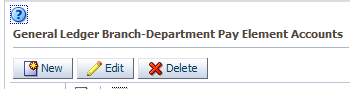 ?
General Ledger Branch-Department Pay Element Accounts
New Edit Delete